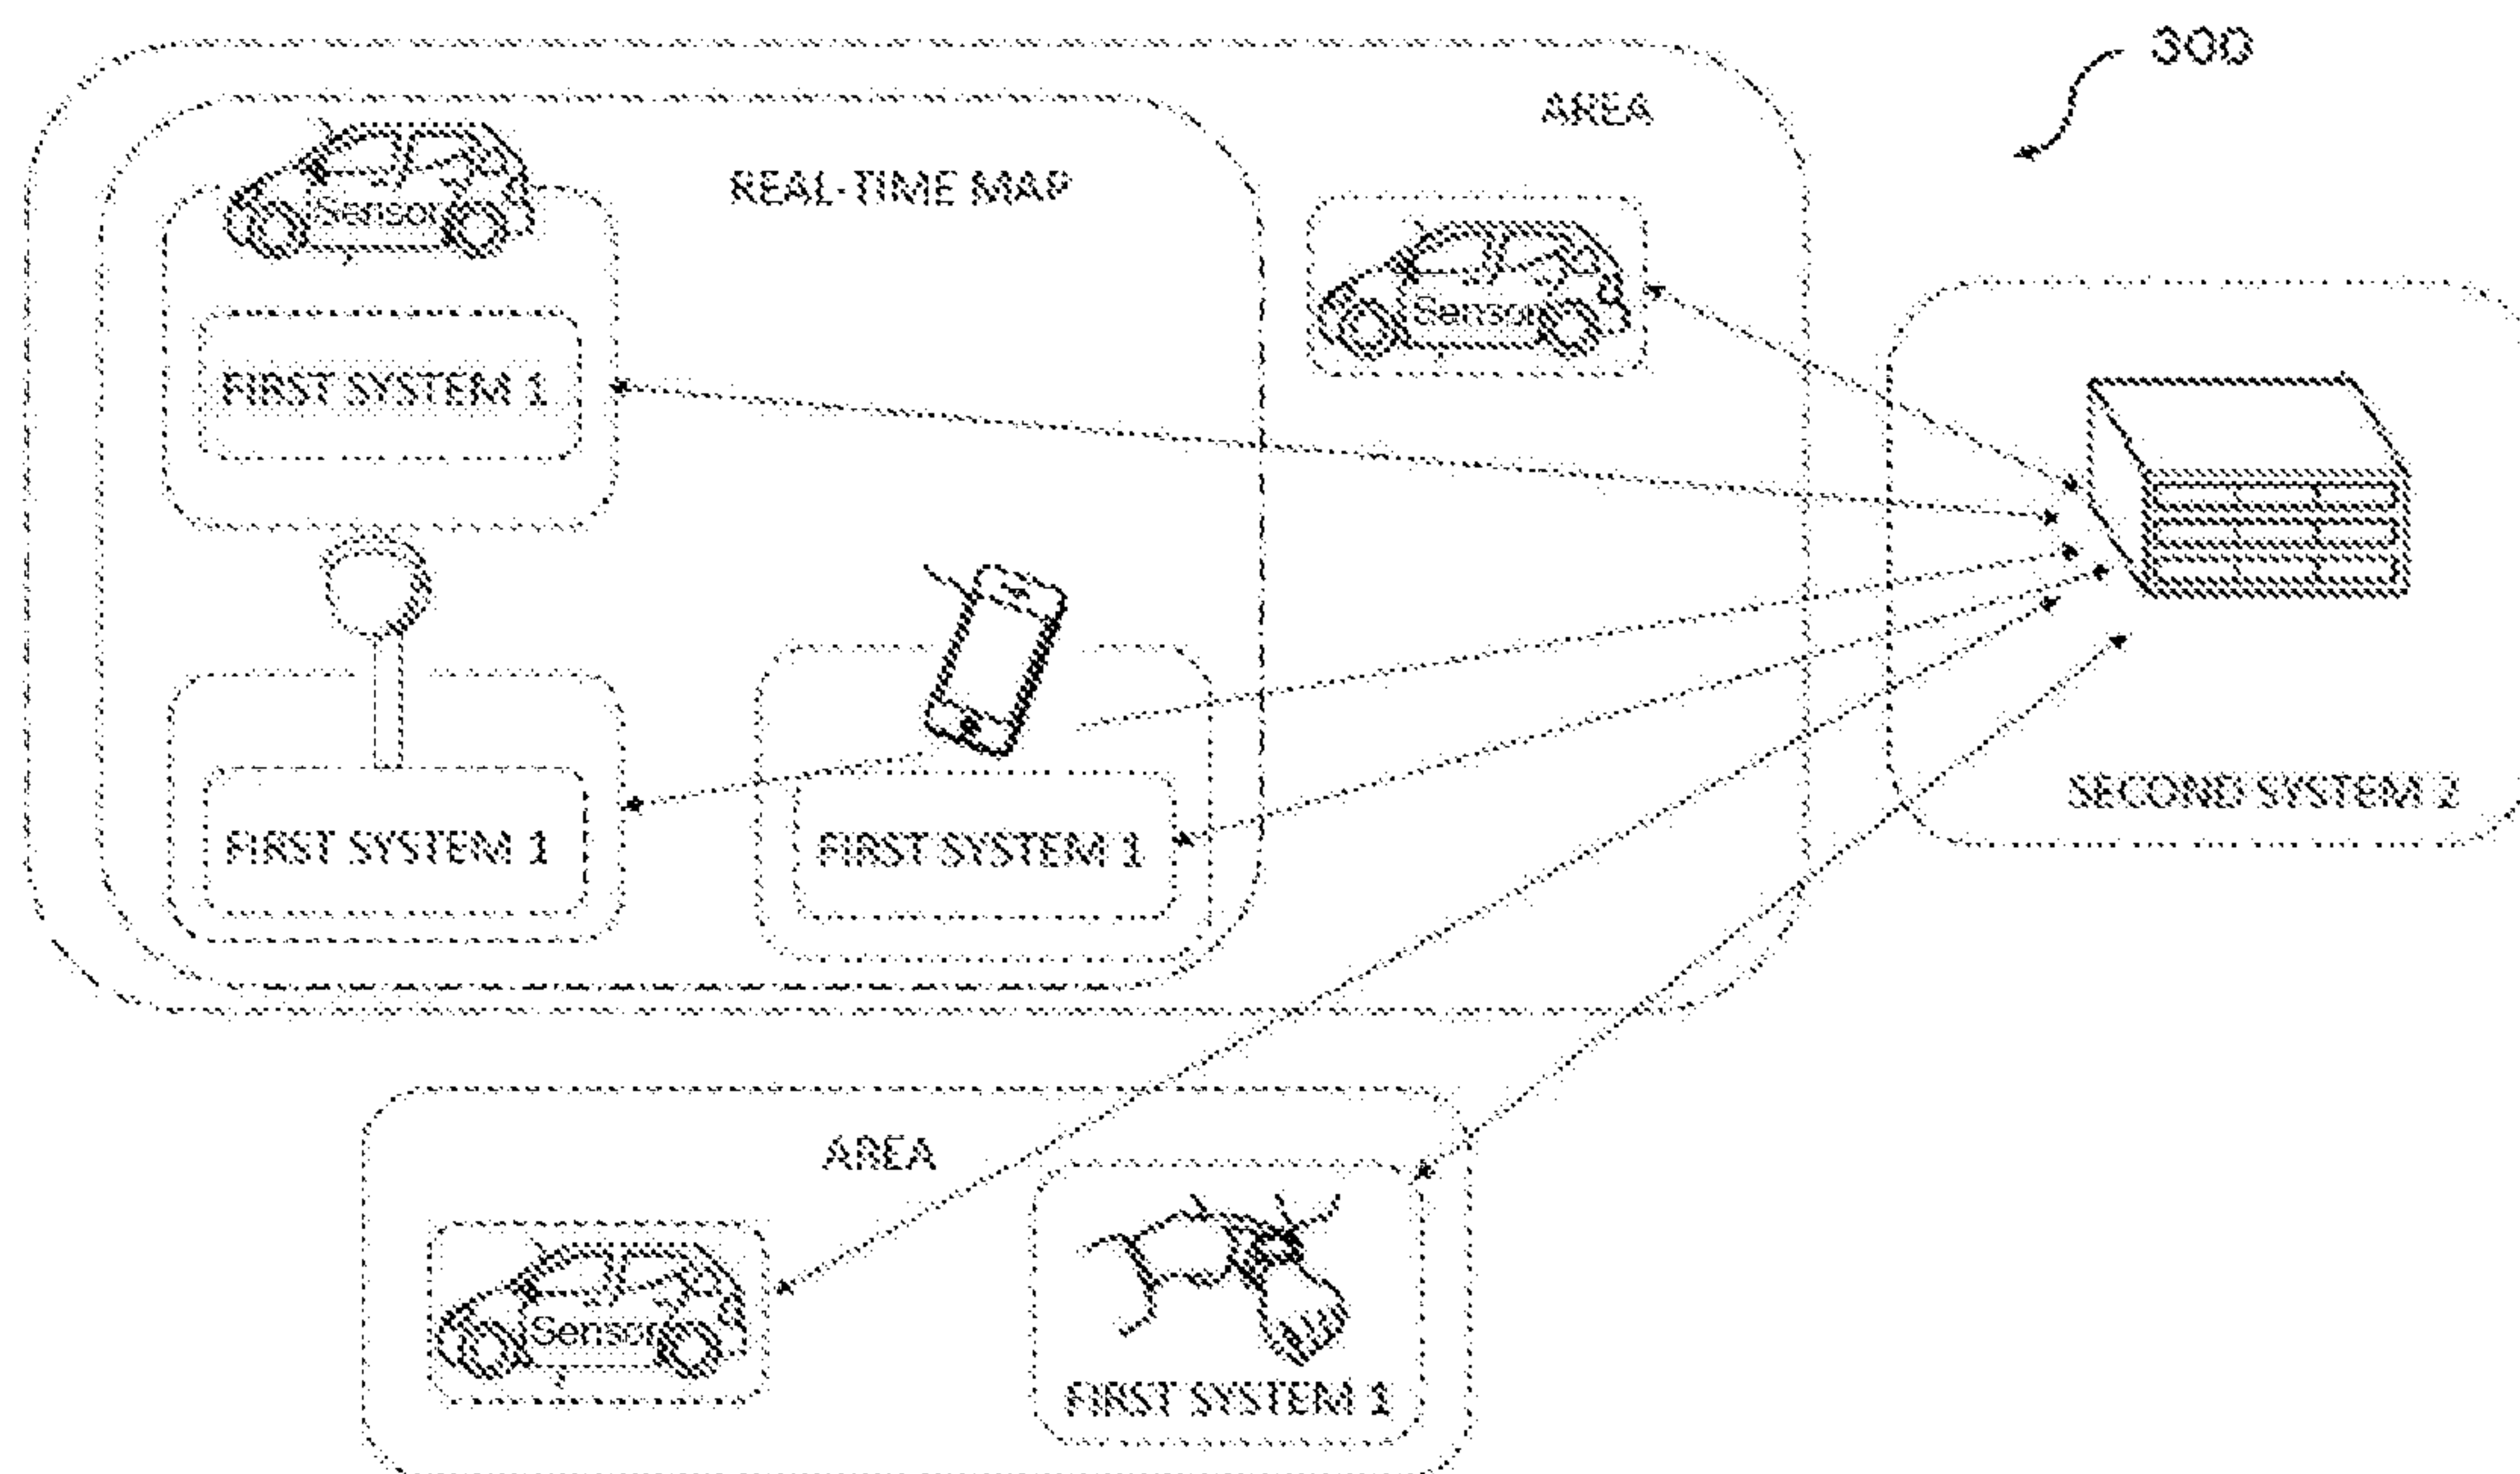 300
AREA
REAL-TIME MAP
Sensor
Sensor
FIRST SYSTEM 1
FIRST SYSTEM 1
FIRST SYSTEM 1
SECOND SYSTEM 2
AREA
Sensor
FIRST SYSTEM 1